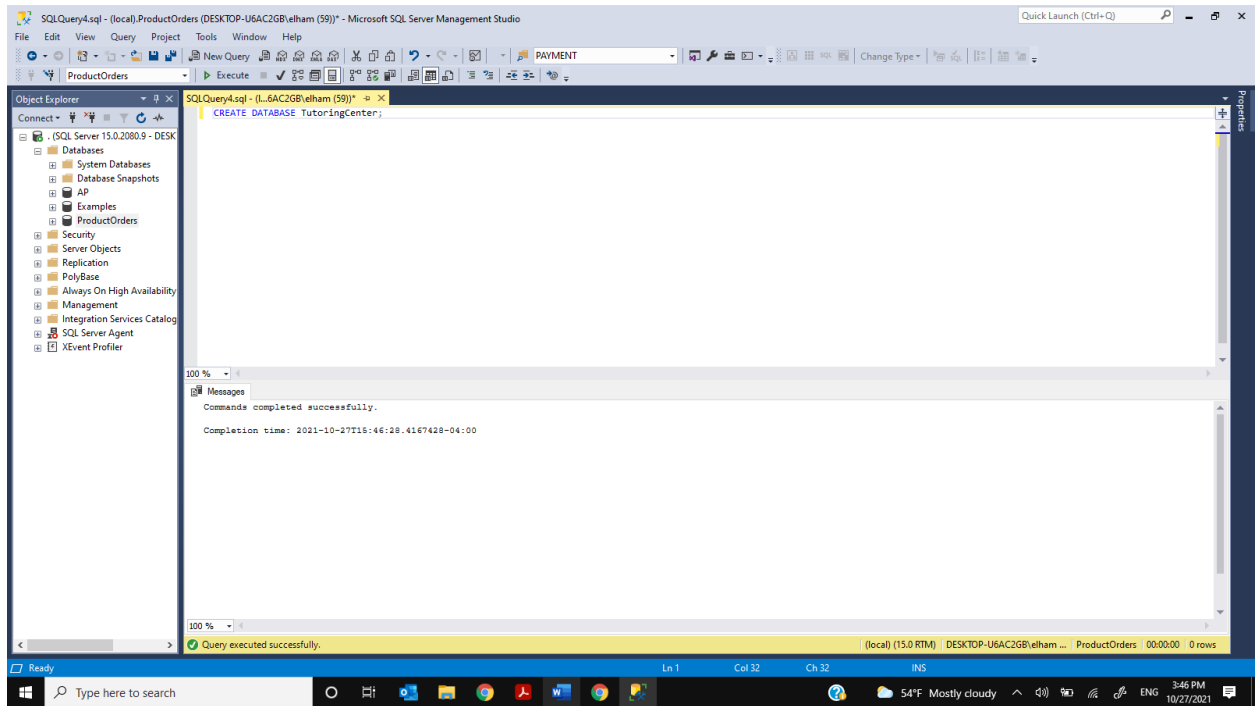 SQLQuery4.sql - (local).ProductOrders (DESKTOP-U6AC2GB\elham (59))* - Microsoft SQL Server Management Studio
Quick Launch (Ctrl+Q)
File Edit View Query Project Tools Window Help
New Query
PAYMENT
Change Type
ProductOrders
Execute
Object Explorer
SQLQuery4.sql - (l...6AC2GB\elham (59))*
Properties
Connect
CREATE DATABASE TutoringCenter;
. (SQL Server 15.0.2080.9 - DESK
Databases
System Databases
Database Snapshots
AP
Examples
ProductOrders
Security
Server Objects
Replication
PolyBase
Always On High Availability
Management
Integration Services Catalog
SQL Server Agent
XEvent Profiler
100 %
Messages
Commands completed successfully.
Completion time: 2021-10-27T15:46:28.4167428-04:00
100 %
Query executed successfully.
(local) (15.0 RTM) DESKTOP-U6AC2GB\elham ... ProductOrders 00:00:00 0 rows
Ready
Ln 1 Col 32 Ch 32 INS
Type here to search
54°F Mostly cloudy
ENG
3:46 PM
10/27/2021